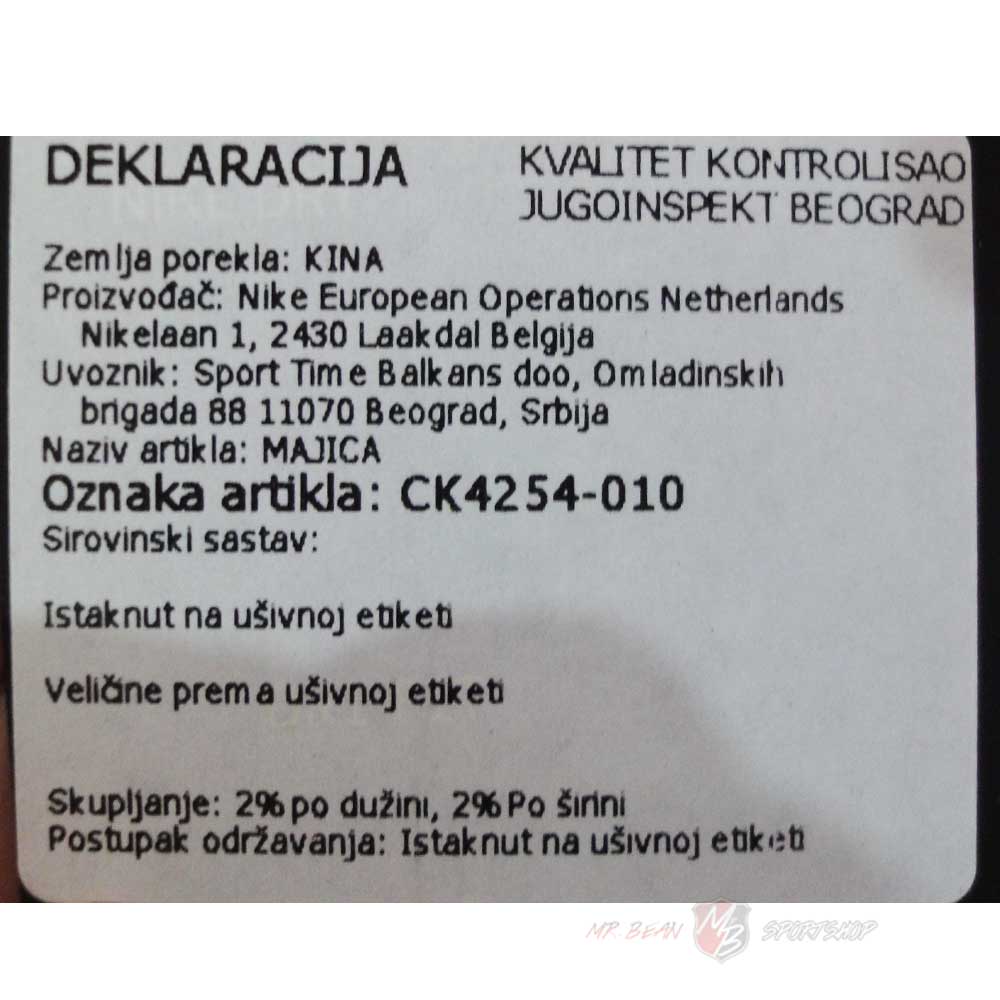 DEKLARACIJA
KVALITET KONTROLISAO
JUGOINSPEKT BEOGRAD
Zemlja porekla: KINA
Proizvođač: Nike European Operations Netherlands
Nikelaan 1, 2430 Laakdal Belgija
Uvoznik: Sport Time Balkans doo, Omladinskih
brigada 88 11070 Beograd, Srbija
Naziv artikla: MAJICA
Oznaka artikla: CK4254-010
Sirovinski sastav:
Istaknut na ušivnoj etiketi
Veličine prema ušivnoj etiketi
Skupljanje: 2% po dužini, 2% Po širini
Postupak održavanja: Istaknut na ušivnoj etiketi
MR. BEAN MB SPORTSHOP